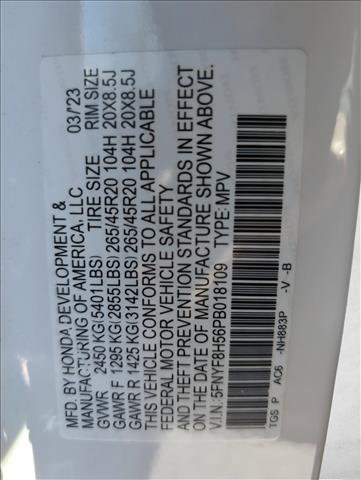 MFD. BY HONDA DEVELOPMENT &
MANUFACTURING OF AMERICA, LLC 03/23
TIRE SIZE RIM SIZE
GVWR 2450 KG(5401LBS)
GAWR F 1295 KG(2855LBS) 265/45R20 104H 20X8.5J
GAWR R 1425 KG(3142LBS) 265/45R20 104H 20X8.5J
THIS VEHICLE CONFORMS TO ALL APPLICABLE
FEDERAL MOTOR VEHICLE SAFETY
AND THEFT PREVENTION STANDARDS IN EFFECT
ON THE DATE OF MANUFACTURE SHOWN ABOVE.
V.I.N.:5FNYF8H56PB018109 TYPE:MPV
TGS P AC6 -NH883P -V -B